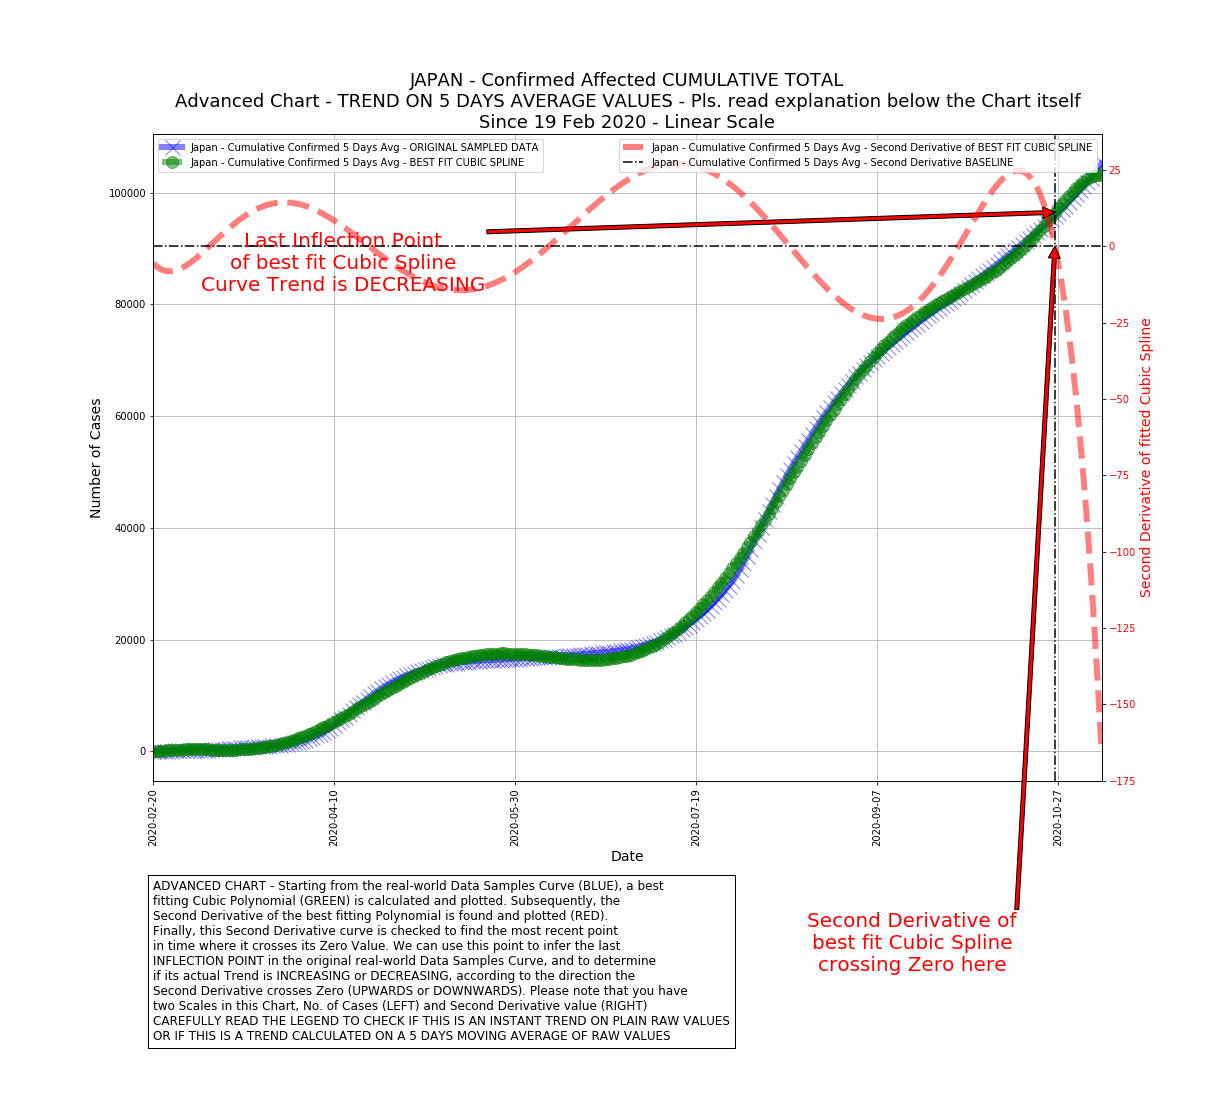 JAPAN - Confirmed Affected CUMULATIVE TOTAL
Advanced Chart - TREND ON 5 DAYS AVERAGE VALUES - Pls. read explanation below the Chart itself
Since 19 Feb 2020 - Linear Scale
Japan - Cumulative Confirmed 5 Days Avg - ORIGINAL SAMPLED DATA
Japan - Cumulative Confirmed 5 Days Avg - BEST FIT CUBIC SPLINE
Japan - Cumulative Confirmed 5 Days Avg - Second Derivative of BEST FIT CUBIC SPLINE
Japan - Cumulative Confirmed 5 Days Avg - Second Derivative BASELINE
Last Inflection Point
of best fit Cubic Spline
Curve Trend is DECREASING
Number of Cases
100000
80000
60000
40000
20000
0
25
0
−25
−50
−75
−100
−125
−150
−175
Second Derivative of fitted Cubic Spline
2020-02-20
2020-04-10
2020-05-30
2020-07-19
2020-09-07
2020-10-27
Date
ADVANCED CHART - Starting from the real-world Data Samples Curve (BLUE), a best
fitting Cubic Polynomial (GREEN) is calculated and plotted. Subsequently, the
Second Derivative of the best fitting Polynomial is found and plotted (RED).
Finally, this Second Derivative curve is checked to find the most recent point
in time where it crosses its Zero Value. We can use this point to infer the last
INFLECTION POINT in the original real-world Data Samples Curve, and to determine
if its actual Trend is INCREASING or DECREASING, according to the direction the
Second Derivative crosses Zero (UPWARDS or DOWNWARDS). Please note that you have
two Scales in this Chart, No. of Cases (LEFT) and Second Derivative value (RIGHT)
CAREFULLY READ THE LEGEND TO CHECK IF THIS IS AN INSTANT TREND ON PLAIN RAW VALUES
OR IF THIS IS A TREND CALCULATED ON A 5 DAYS MOVING AVERAGE OF RAW VALUES
Second Derivative of
best fit Cubic Spline
crossing Zero here